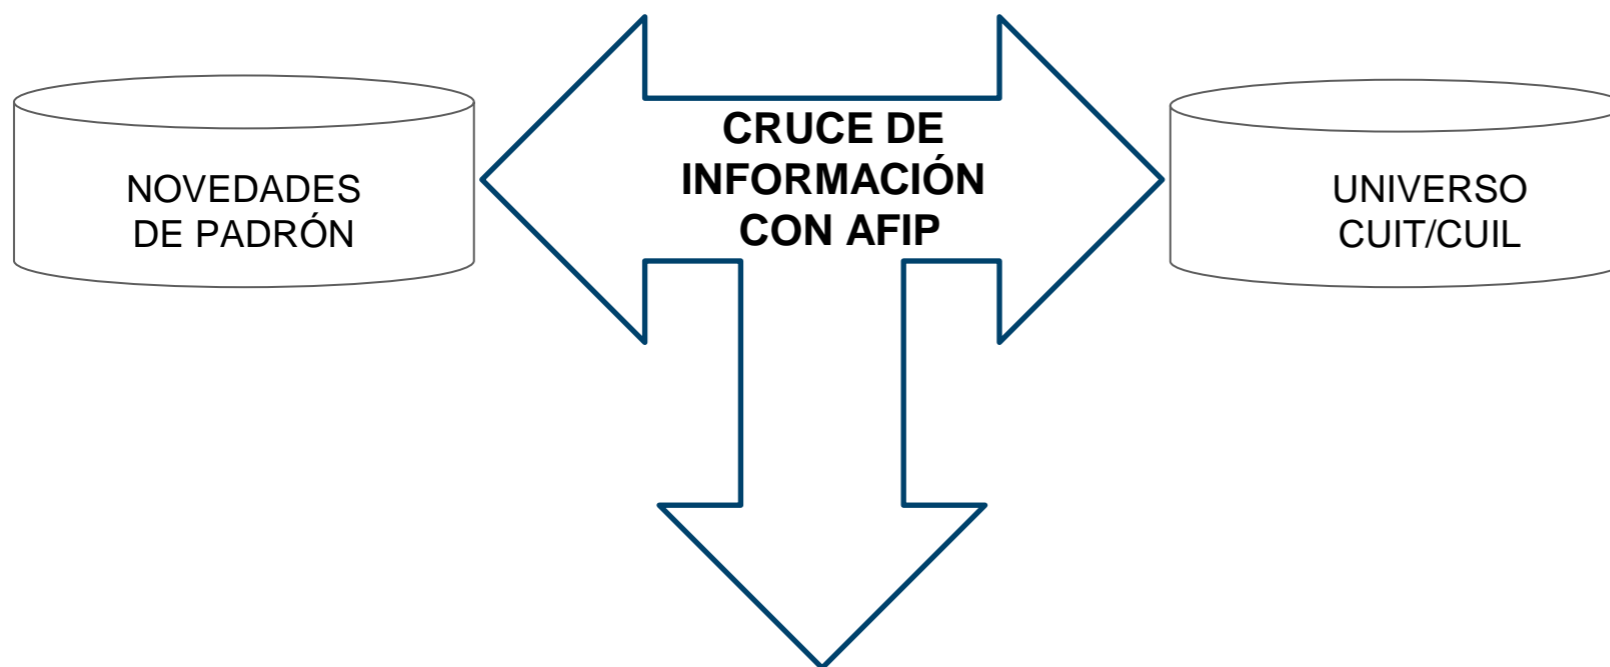 NOVEDADES
DE PADRÓN
CRUCE DE
INFORMACIÓN
CON AFIP
UNIVERSO
CUIT/CUIL